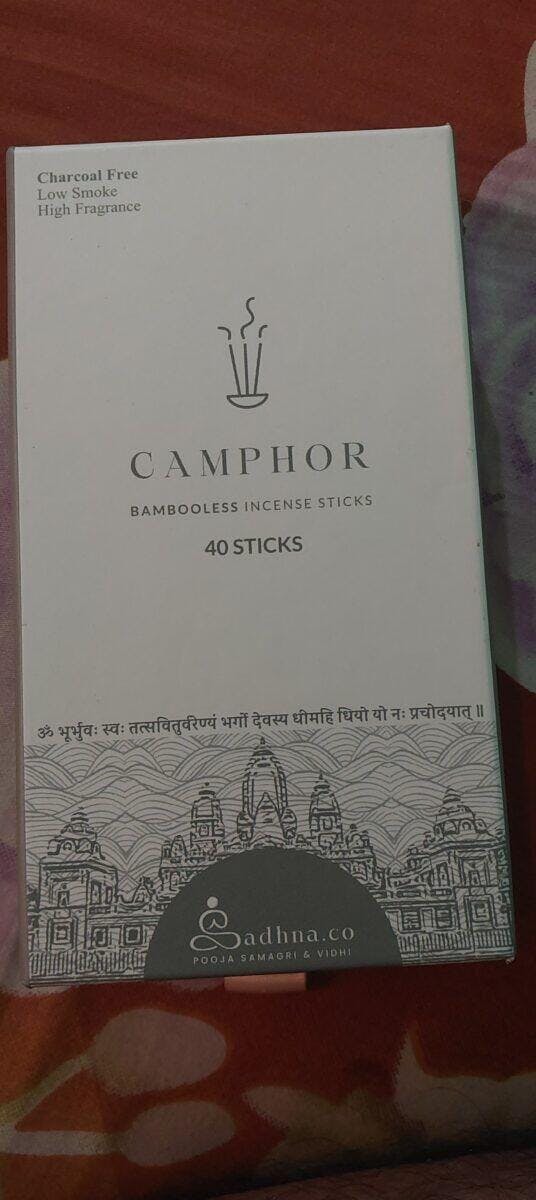 Charcoal Free
Low Smoke
High Fragrance
CAMPHOR
BAMBOOLESS INCENSE STICKS
40 STICKS
ॐ भूर्भुवः स्वः तत्सवितुर्वरेण्यं भर्गो देवस्य धीमहि धियो यो नः प्रचोदयात् ॥
Sadhna.co
POOJA SAMAGRI & VIDHI